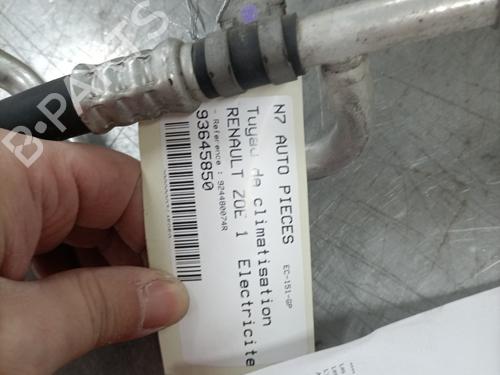 N7 AUTO PIECES
EC-151-GP
Tuyau de climatisation
RENAULT ZOE 1 Electricite
- Reference : 924480074R
93645850
B-PARTS